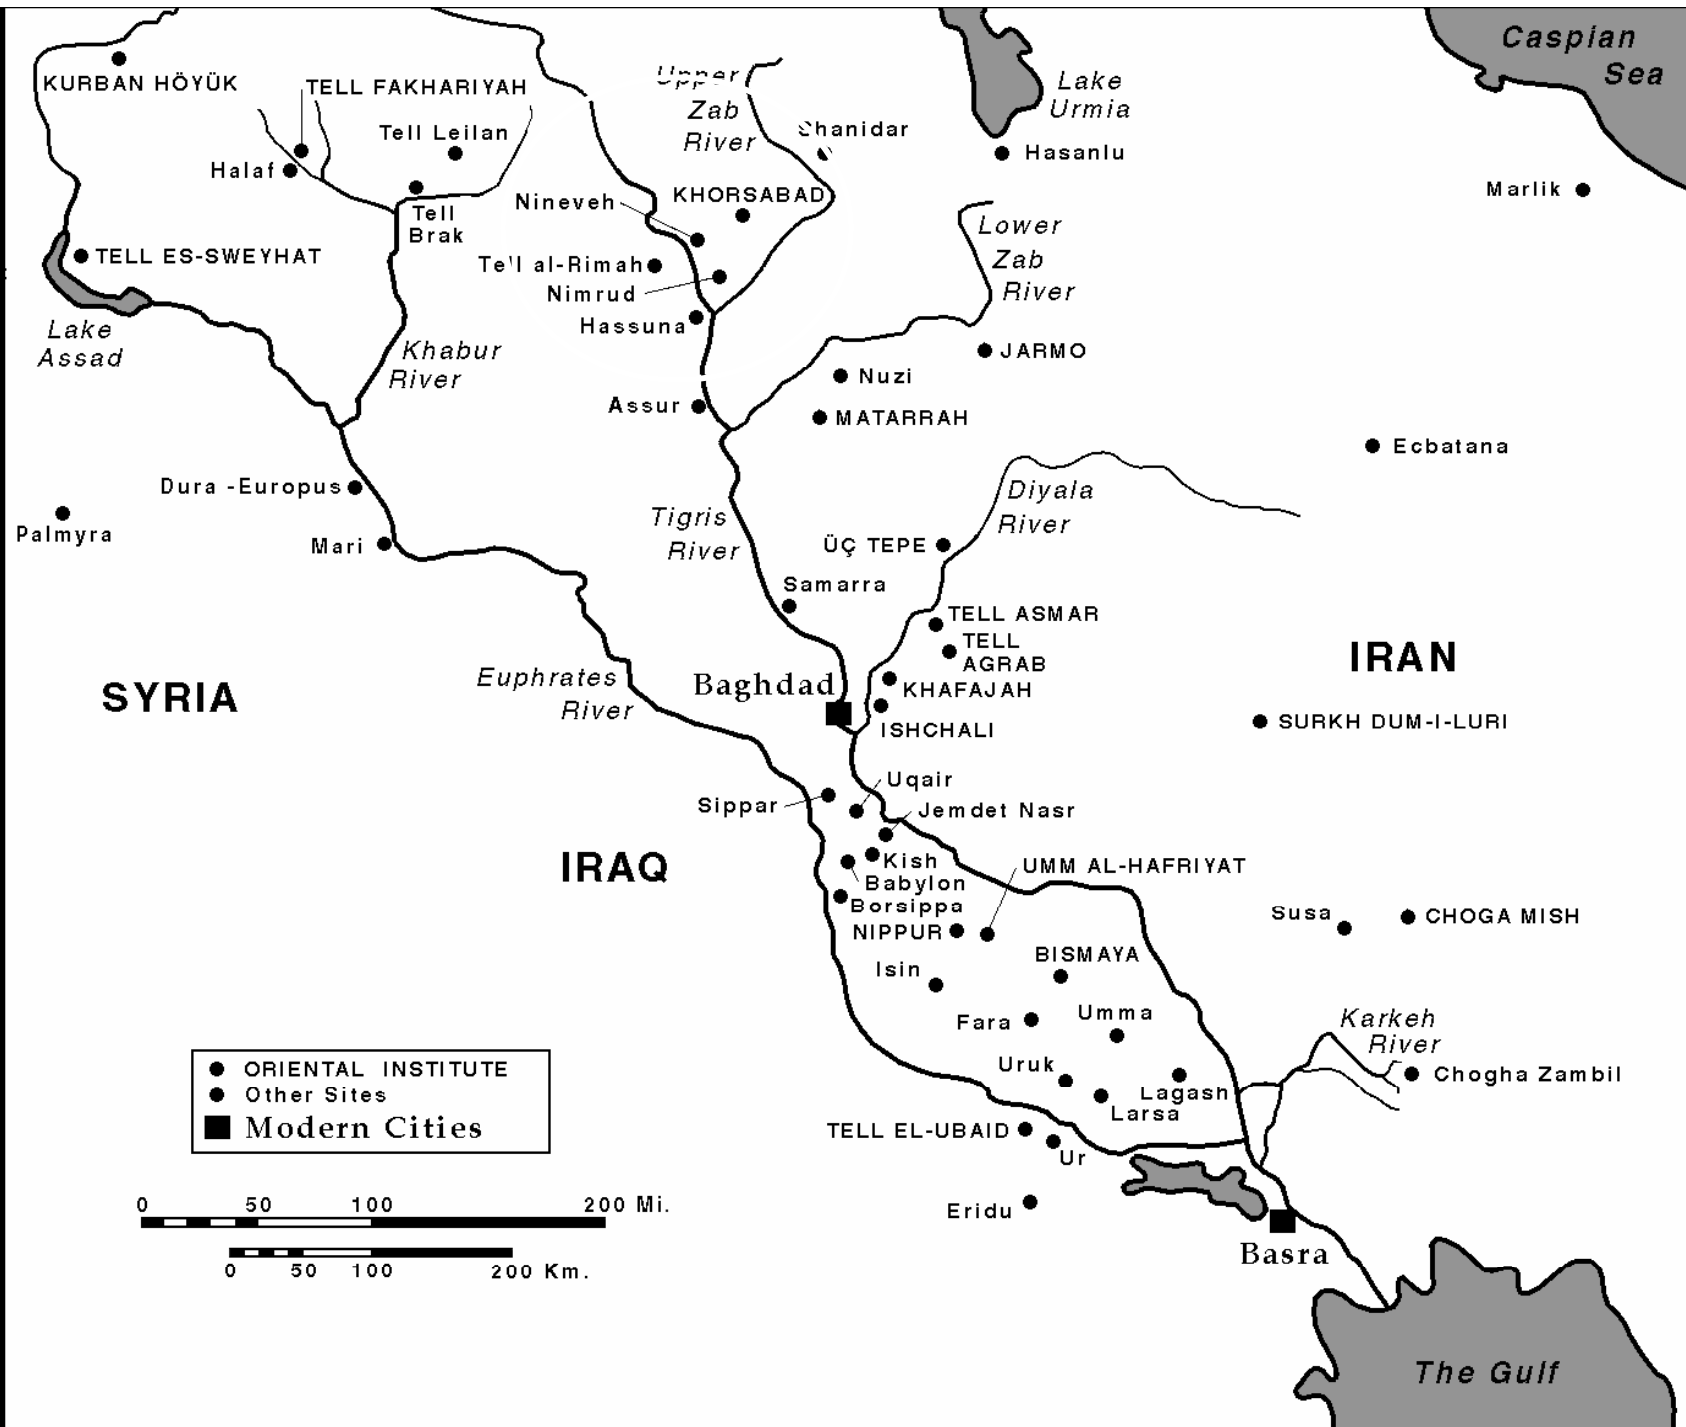 Caspian
Sea
KURBAN HÖYÜK
TELL FAKHARIYAH
Upper
Zab
River
Lake
Urmia
Tell Leilan
Shanidar
Hasanlu
Halaf
Marlik
Nineveh
KHORSABAD
Tell
Brak
Lower
Zab
River
TELL ES-SWEYHAT
Tell al-Rimah
Nimrud
Hassuna
Lake
Assad
Khabur
River
JARMO
Nuzi
Assur
MATARRAH
Ecbatana
Dura -Europus
Diyala
River
Palmyra
Mari
Tigris
River
ÜÇ TEPE
Samarra
TELL ASMAR
TELL
AGRAB
SYRIA
IRAN
Euphrates
River
Baghdad
KHAFAJAH
ISHCHALI
SURKH DUM-I-LURI
Uqair
Sippar
Jemdet Nasr
IRAQ
Kish
UMM AL-HAFRIYAT
Babylon
Borsippa
NIPPUR
Susa
CHOGA MISH
BISMAYA
Isin
Fara
Umma
Karkeh
River
Uruk
Chogha Zambil
Lagash
Larsa
TELL EL-UBAID
Ur
Eridu
Basra
The Gulf
ORIENTAL INSTITUTE
Other Sites
Modern Cities
0 50 100 200 Mi.
0 50 100 200 Km.